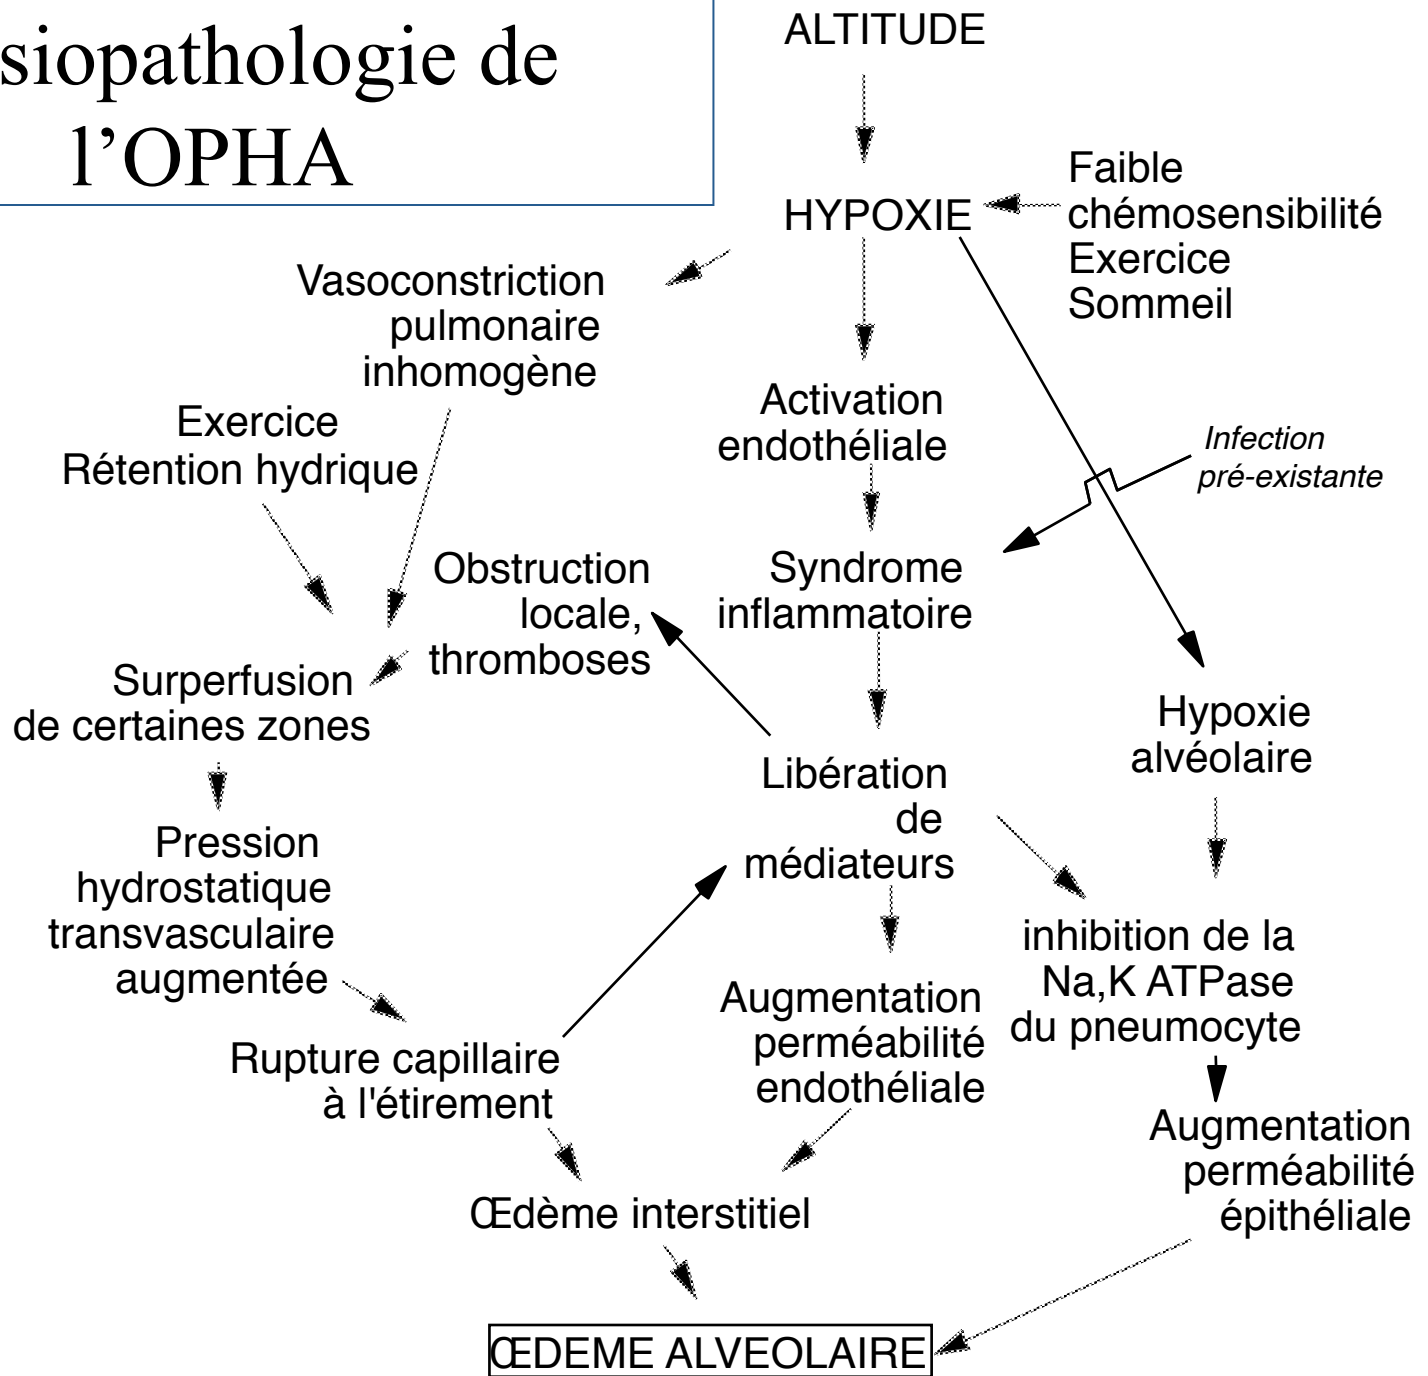 siopathologie de
l’OPHA
ALTITUDE
HYPOXIE
Faible
chémosensibilité
Exercice
Sommeil
Vasoconstriction
pulmonaire
inhomogène
Exercice
Rétention hydrique
Activation
endothéliale
Infection
pré-existante
Obstruction
locale,
thromboses
Syndrome
inflammatoire
Surperfusion
de certaines zones
Hypoxie
alvéolaire
Libération
de
médiateurs
Pression
hydrostatique
transvasculaire
augmentée
inhibition de la
Na,K ATPase
du pneumocyte
Augmentation
perméabilité
endothéliale
Rupture capillaire
à l'étirement
Augmentation
perméabilité
épithéliale
Œdème interstitiel
ŒDEME ALVEOLAIRE